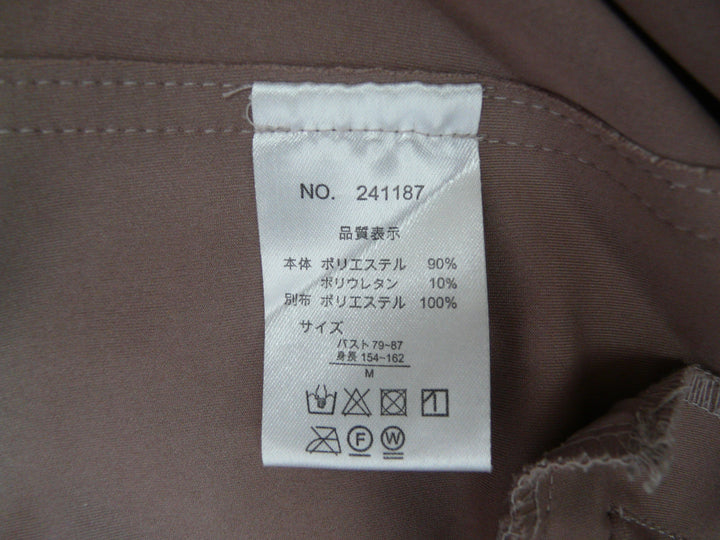 NO. 241187
品質表示
本体 ポリエステル 90%
ポリウレタン 10%
別布 ポリエステル 100%
サイズ
バスト 79~87
身長 154~162
M
F W